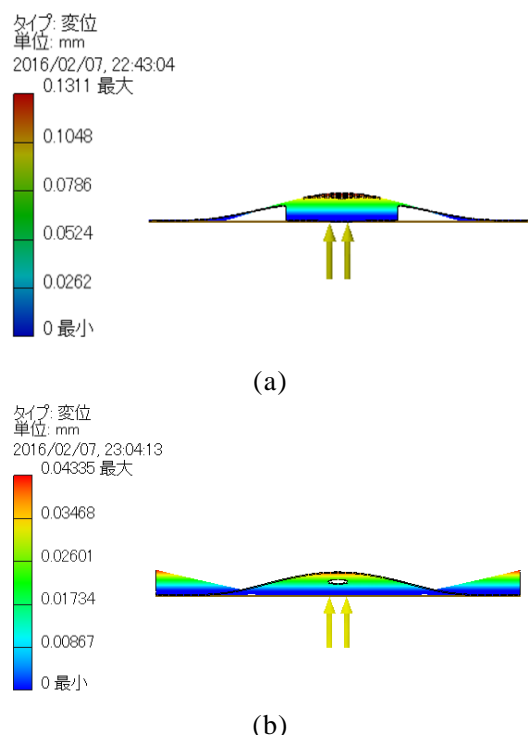 タイプ: 変位
単位: mm
2016/02/07, 22:43:04
0.1311 最大
0.1048
0.0786
0.0524
0.0262
0 最小
(a)
タイプ: 変位
単位: mm
2016/02/07, 23:04:13
0.04335 最大
0.03468
0.02601
0.01734
0.00867
0 最小
(b)